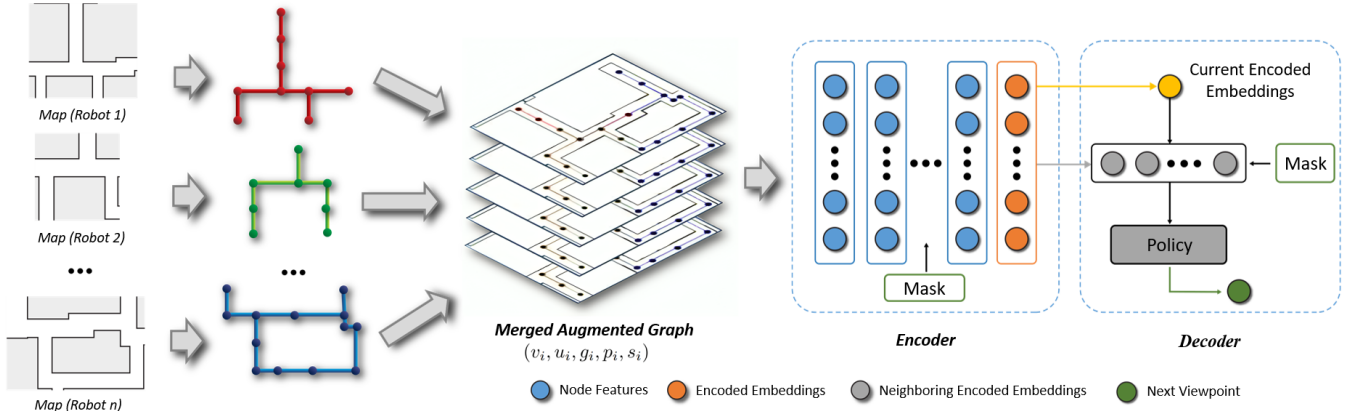 Map (Robot 1)
Map (Robot 2)
Map (Robot n)
Merged Augmented Graph
(v_i, u_i, g_i, p_i, s_i)
Mask
Encoder
Current Encoded
Embeddings
Mask
Policy
Decoder
Node Features
Encoded Embeddings
Neighboring Encoded Embeddings
Next Viewpoint